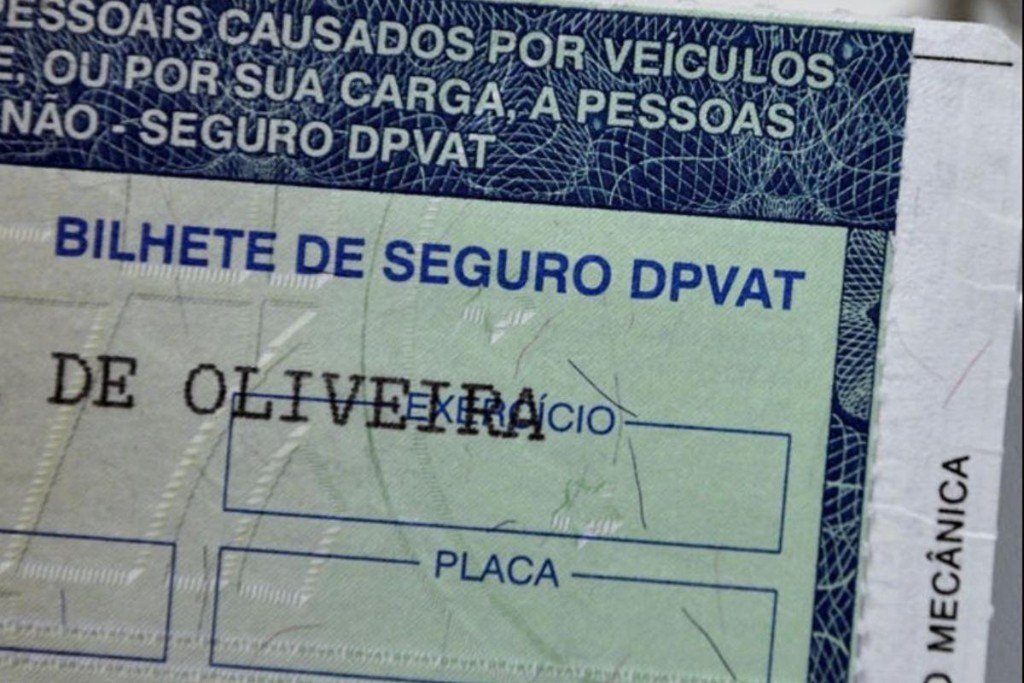 ESSOAIS CAUSADOS POR VEÍCULOS
E, OU POR SUA CARGA, A PESSOAS
NÃO - SEGURO DPVAT
BILHETE DE SEGURO DPVAT
DE OLIVEIRA
EXERCÍCIO
PLACA
O MECÂNICA